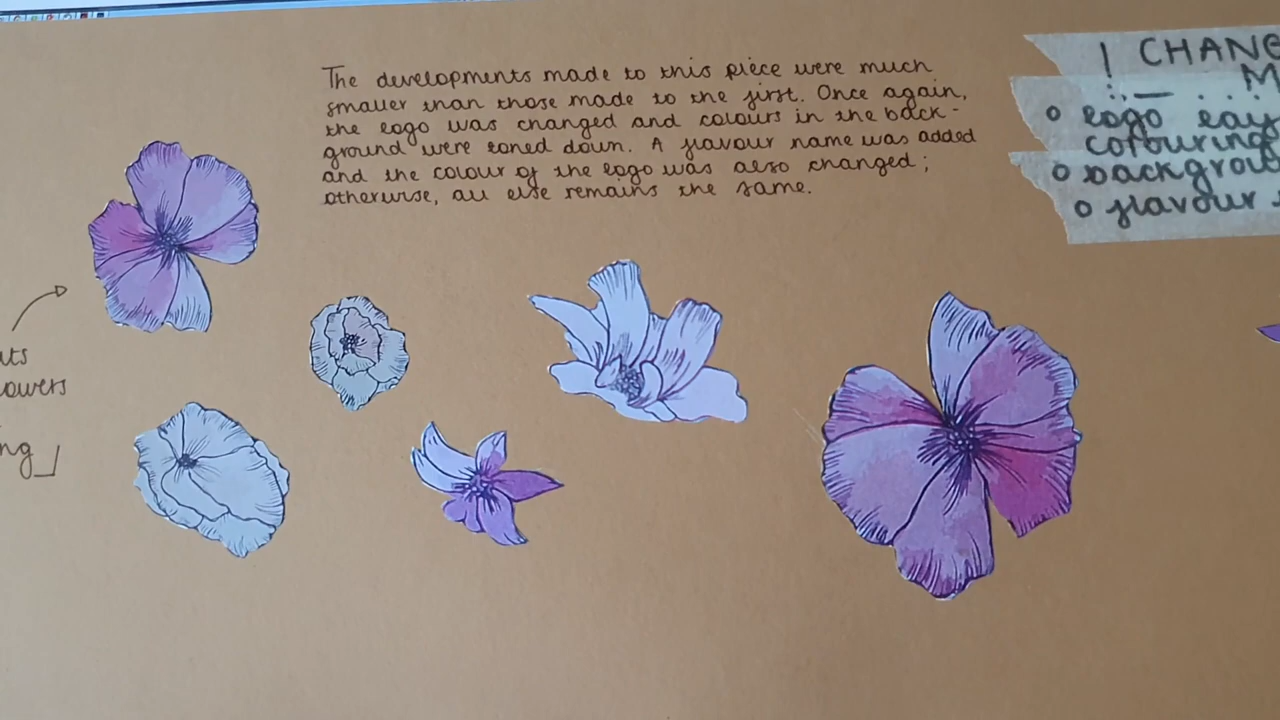 The developments made to this piece were much
smaller than those made to the first. Once again,
the logo was changed and colours in the back-
ground were toned down. A flavour name was added
and the colour of the logo was also changed;
otherwise, all else remains the same.
! CHANG
M
o logo
colouring
o backgrou
o flavour
uts
lowers
ng